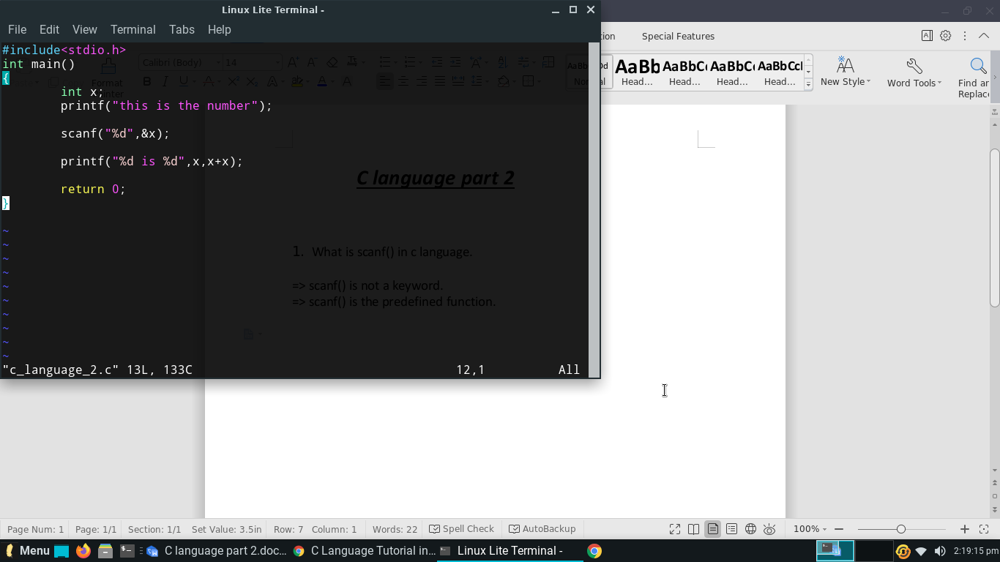 Linux Lite Terminal -
File Edit View Terminal Tabs Help
#include<stdio.h>
int main()
{
int x;
printf("this is the number");
scanf("%d",&x);
printf("%d is %d",x,x+x);
return 0;
}
~
~
~
~
~
~
~
~
~
~
"c_language_2.c" 13L, 133C 12,1 All
Special Features
Calibri (Body) 14
Format
AaBb AaBbC AaBbC AaBbCcI
Head... Head... Head... Head...
New Style Word Tools Find an
Replace
C language part 2
1. What is scanf() in c language.
=> scanf() is not a keyword.
=> scanf() is the predefined function.
Page Num: 1 Page: 1/1 Section: 1/1 Set Value: 3.5in Row: 7 Column: 1 Words: 22 Spell Check AutoBackup 100%
Menu C language part 2.doc... C Language Tutorial in... Linux Lite Terminal - 2:19:15 pm